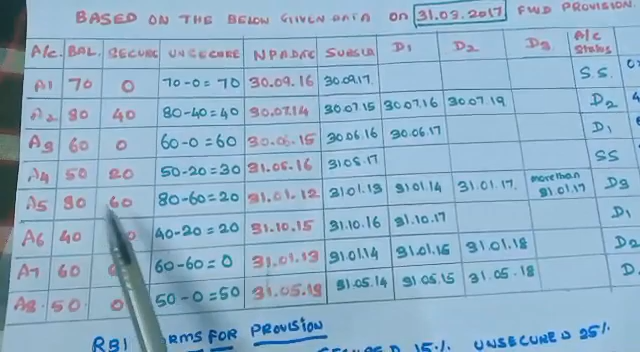 BASED ON THE BELOW GIVEN DATA On 31.03.2017 FWD PROVISION.
A/c. BAL. SECURE UNSECURE NPADATE SUBSTA D1 D2 D3 A/c Status
A1 70 0 70-0=70 30.09.16 30.09.17 S.S.
A2 80 40 80-40=40 30.07.14 30.07.15 30.07.16 30.07.19 D2
A3 60 0 60-0=60 30.06.15 30.06.16 30.06.17 D1
A4 50 20 50-20=30 31.05.16 31.05.17 SS
A5 80 60 80-60=20 31.01.12 31.01.13 31.01.14 31.01.17. more than 31.01.17 D3
A6 40 0 40-20=20 31.10.15 31.10.16 31.10.17 D1
A7 60 60-60=0 31.01.13 31.01.14 31.01.15 31.01.18 D2
A8. 50. 0 50-0=50 31.05.13 31.05.14 31.05.15 31.05.18 D
RBI RMS FOR PROVISION
15% UNSECURED 25%